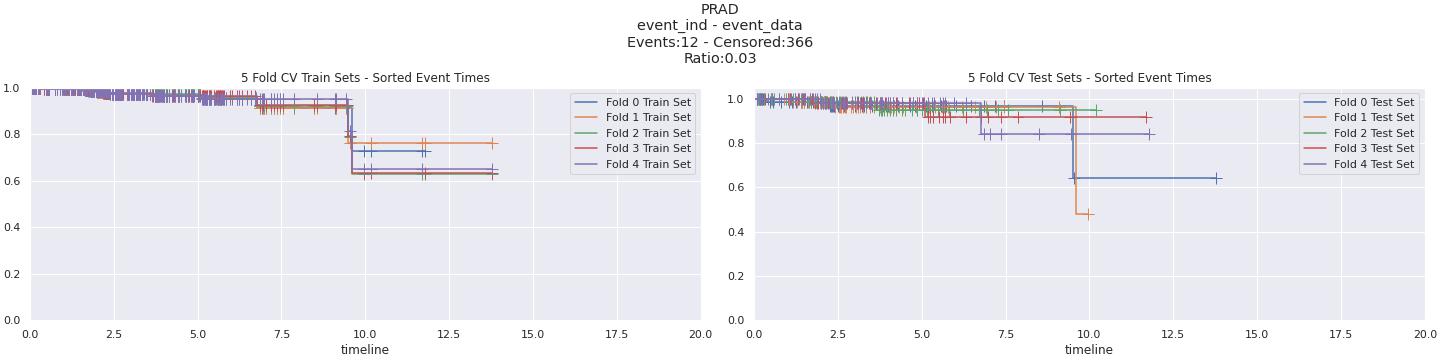 PRAD
event_ind - event_data
Events:12 - Censored:366
Ratio:0.03
5 Fold CV Train Sets - Sorted Event Times
1.0
0.8
0.6
0.4
0.2
0.0
0.0 2.5 5.0 7.5 10.0 12.5 15.0 17.5 20.0
timeline
Fold 0 Train Set
Fold 1 Train Set
Fold 2 Train Set
Fold 3 Train Set
Fold 4 Train Set
5 Fold CV Test Sets - Sorted Event Times
1.0
0.8
0.6
0.4
0.2
0.0
0.0 2.5 5.0 7.5 10.0 12.5 15.0 17.5 20.0
timeline
Fold 0 Test Set
Fold 1 Test Set
Fold 2 Test Set
Fold 3 Test Set
Fold 4 Test Set